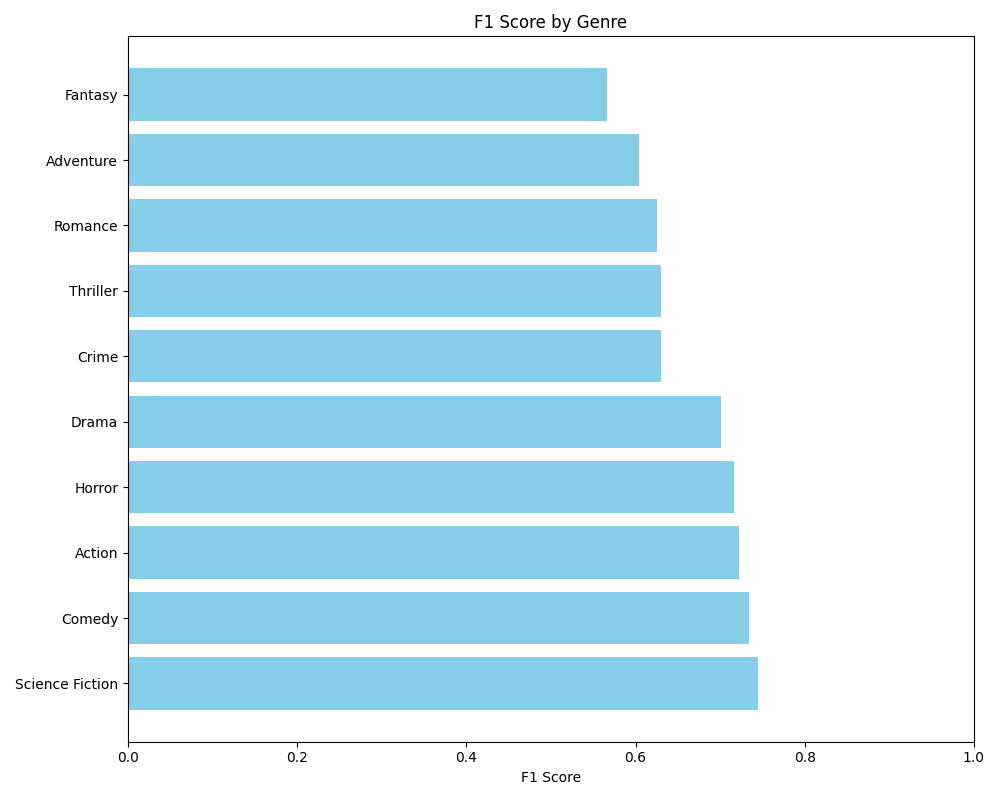 F1 Score by Genre
Fantasy
Adventure
Romance
Thriller
Crime
Drama
Horror
Action
Comedy
Science Fiction
0.0 0.2 0.4 0.6 0.8 1.0
F1 Score